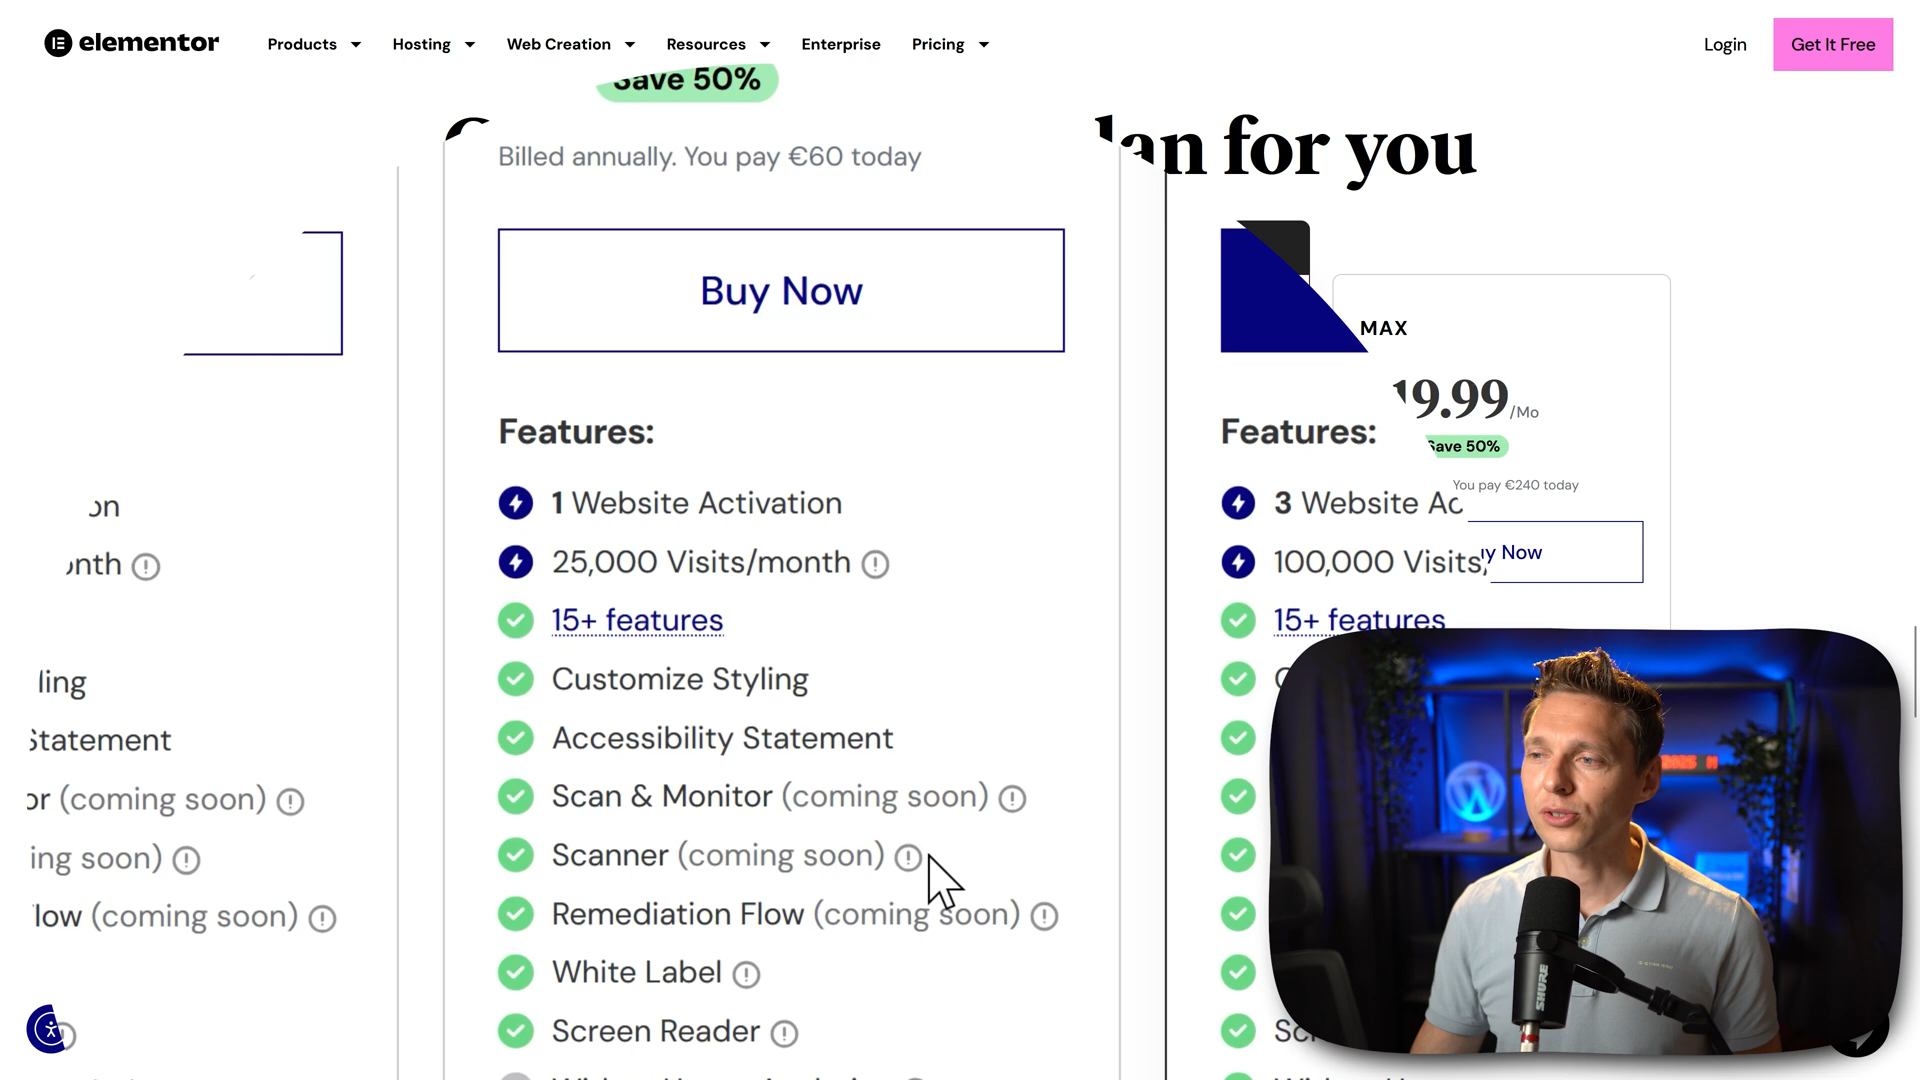 elementor
Products
Hosting
Web Creation
Resources
Enterprise
Pricing
Login
Get It Free
Save 50%
lan for you
Billed annually. You pay €60 today
Buy Now
Features:
1 Website Activation
25,000 Visits/month
15+ features
Customize Styling
Accessibility Statement
Scan & Monitor (coming soon)
Scanner (coming soon)
Remediation Flow (coming soon)
White Label
Screen Reader
on
onth
ling
Statement
or (coming soon)
ing soon)
low (coming soon)
Features:
3 Website Ac
100,000 Visits/
15+ features
MAX
19.99/Mo
Save 50%
You pay €240 today
uy Now
SHURE